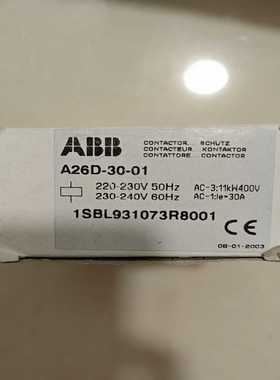 ABB
CONTACTOR... SCHUTZ
CONTACTEUR.. KONTAKTOR
CONTATTORE.. CONTACTOR
A26D-30-01
220-230V 50Hz AC-3:11kW400V
230-240V 60Hz AC-1:Ie=30A
1SBL931073R8001
CE
08-01-2003